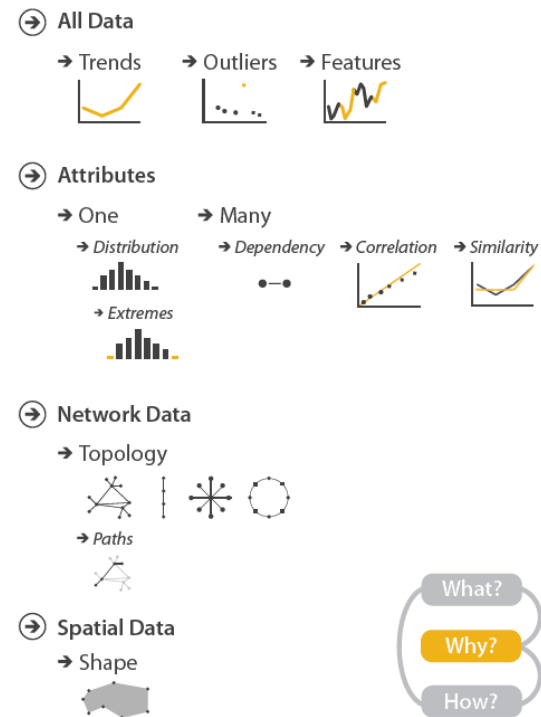 All Data
Trends Outliers Features
Attributes
One Many
Distribution Dependency Correlation Similarity
Extremes
Network Data
Topology
Paths
What?
Spatial Data
Why?
Shape
How?